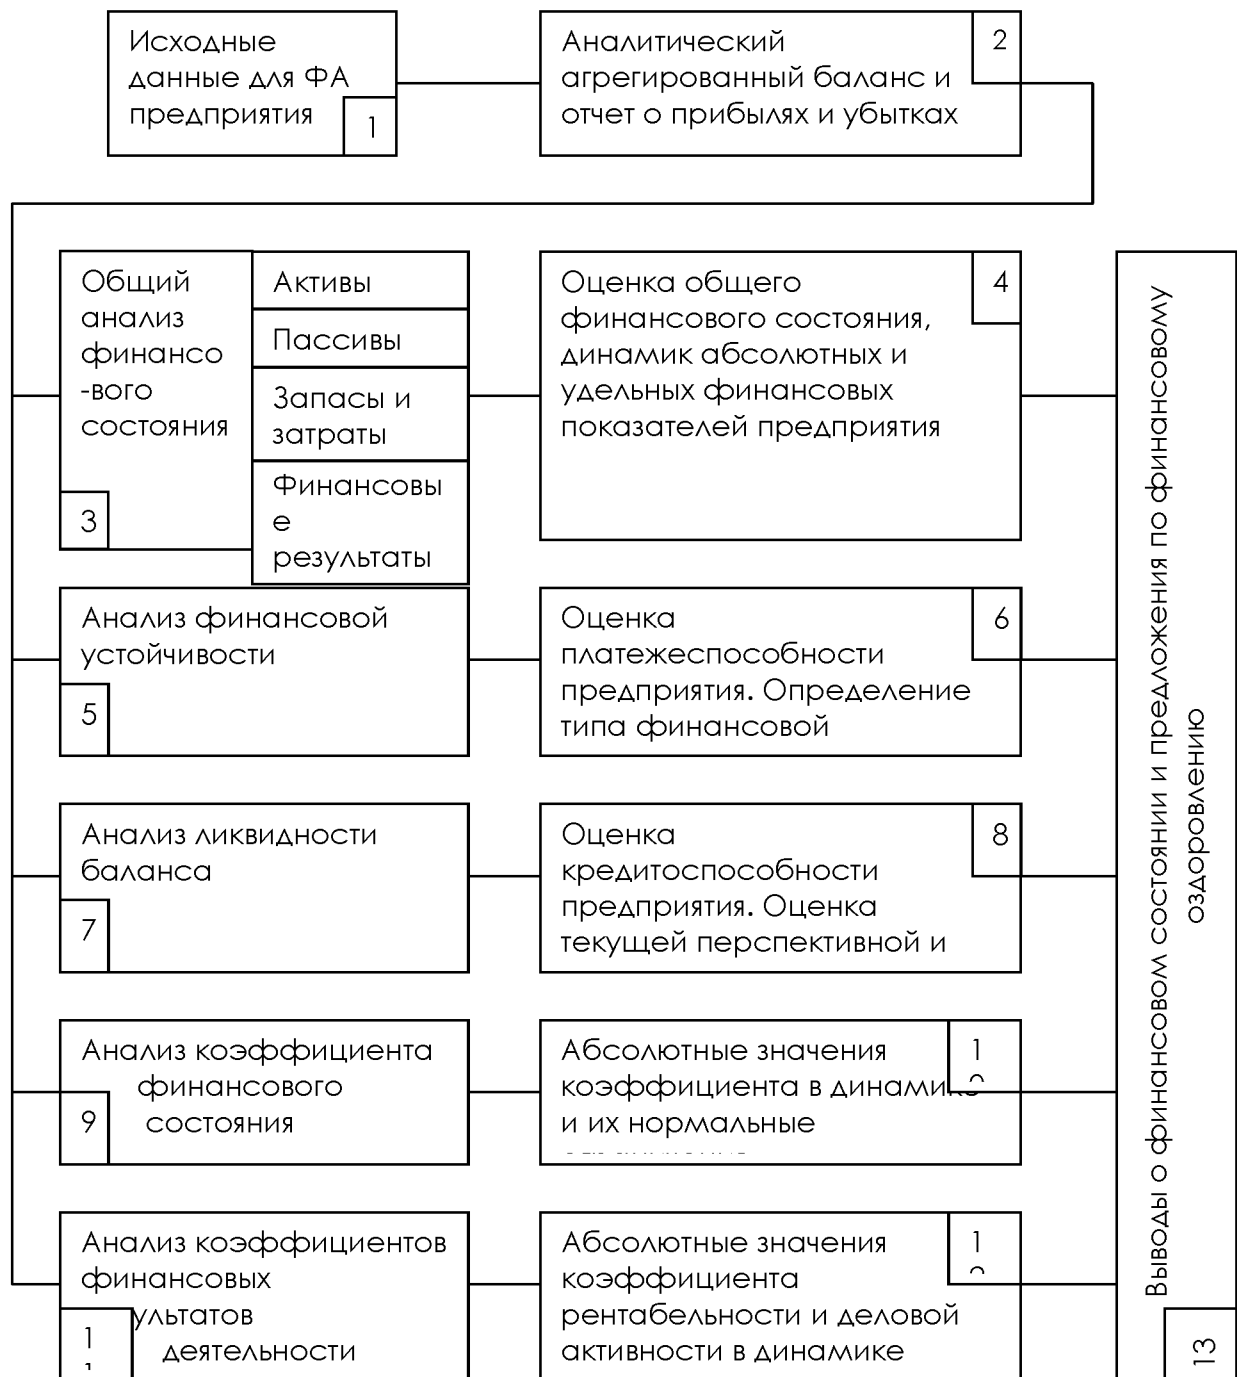 Исходные
данные для ФА
предприятия
1
Аналитический
агрегированный баланс и
отчет о прибылях и убытках
2
Общий
анализ
финансо
-вого
состояния
3
Активы
Пассивы
Запасы и
затраты
Финансовы
е
результаты
Оценка общего
финансового состояния,
динамик абсолютных и
удельных финансовых
показателей предприятия
4
Анализ финансовой
устойчивости
5
Оценка
платежеспособности
предприятия. Определение
типа финансовой
6
Анализ ликвидности
баланса
7
Оценка
кредитоспособности
предприятия. Оценка
текущей перспективной и
8
Анализ коэффициента
финансового
состояния
9
Абсолютные значения
коэффициента в динамике
и их нормальные
1
Анализ коэффициентов
финансовых
ультатов
деятельности
1
1
Абсолютные значения
коэффициента
рентабельности и деловой
активности в динамике
1
Выводы о финансовом состоянии и предложения по финансовому
оздоровлению
13